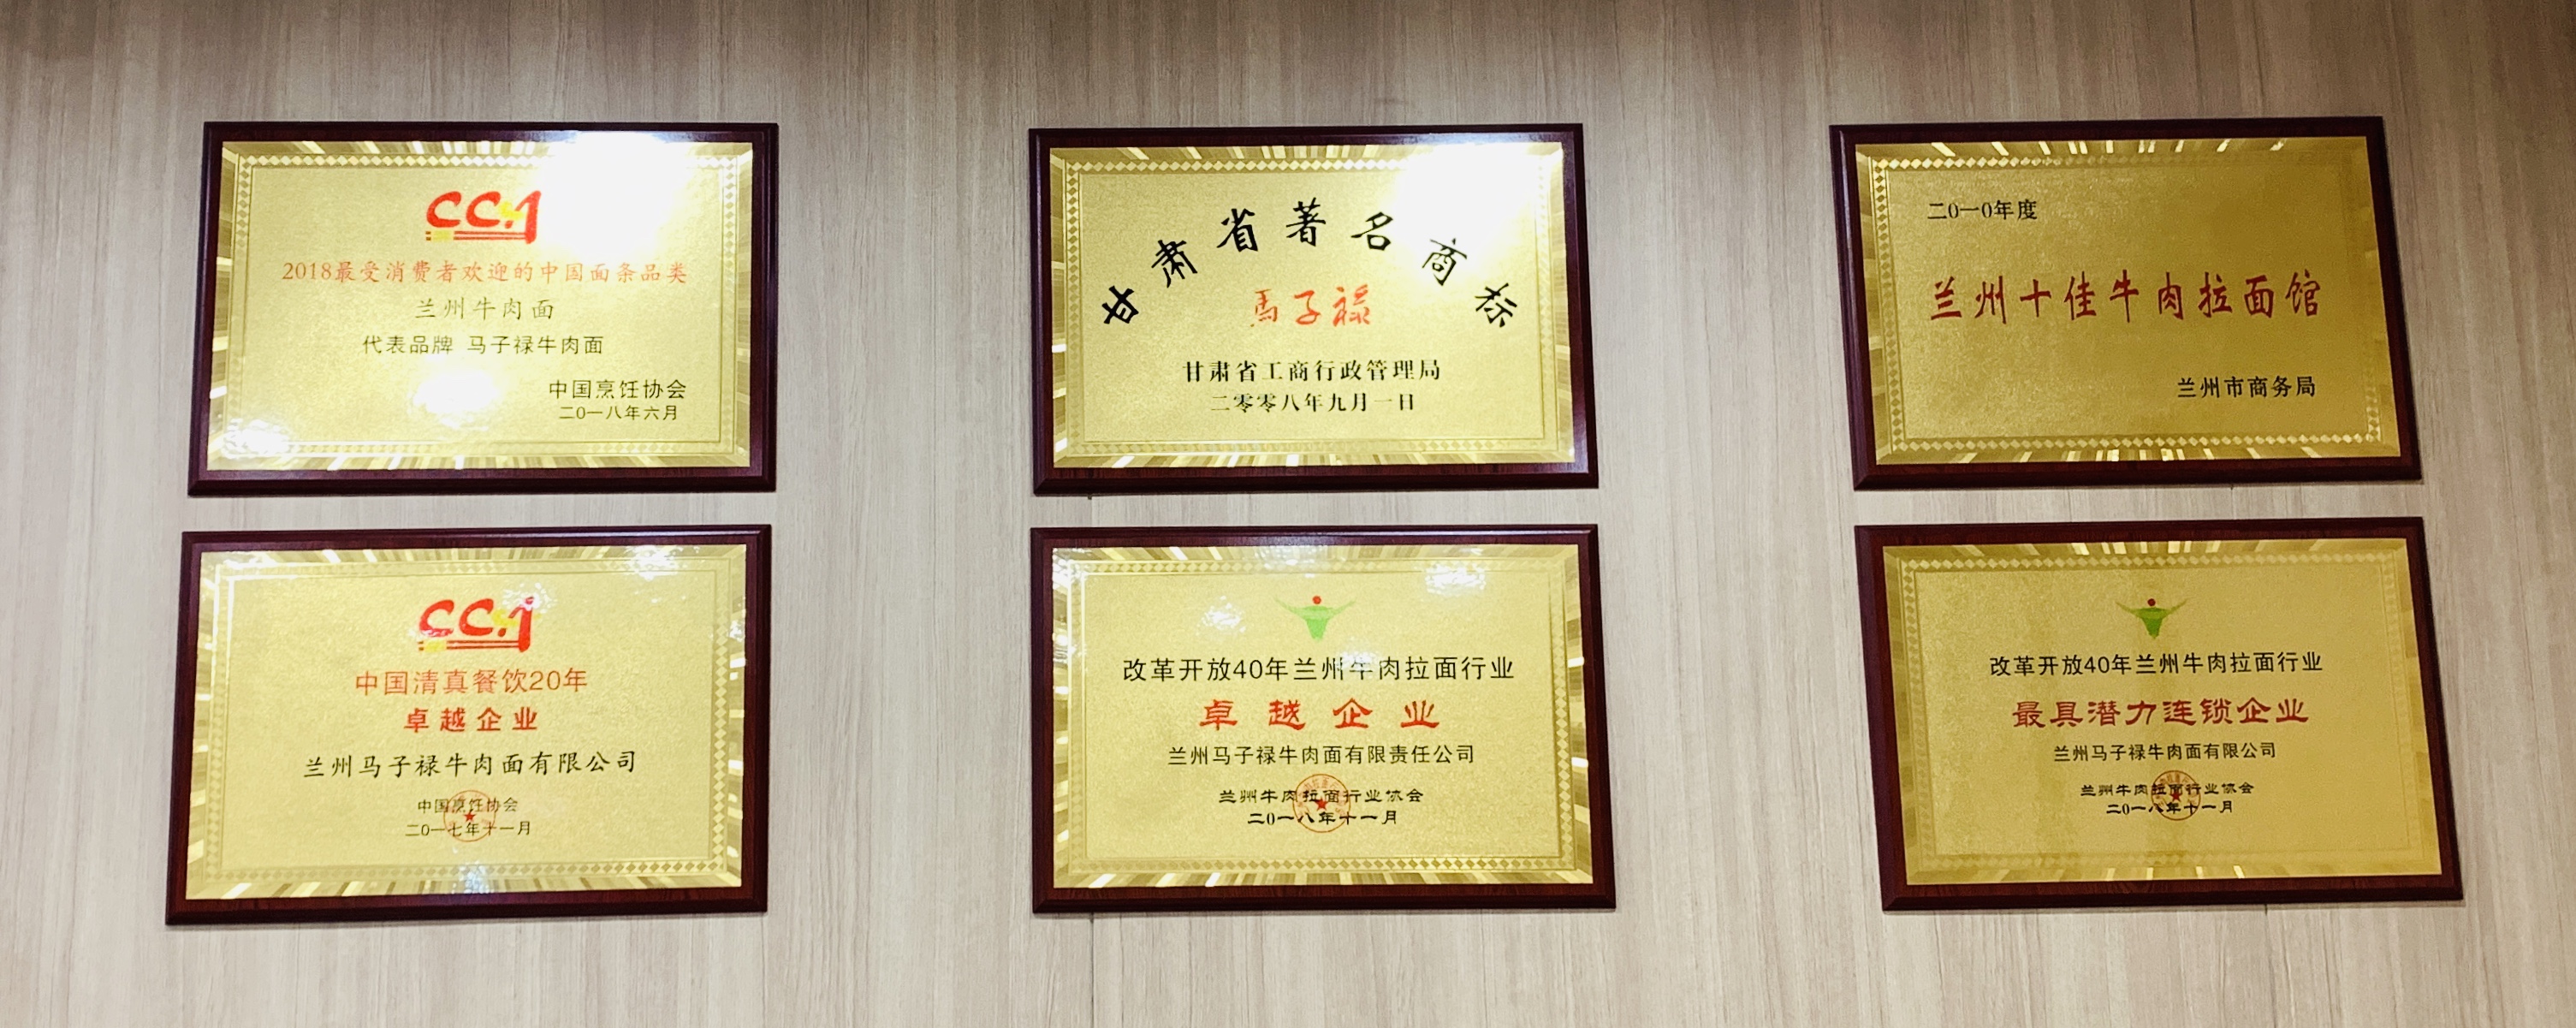 2018最受消费者欢迎的中国面条品类
兰州牛肉面
代表品牌 马子禄牛肉面
中国烹饪协会
二0一八年六月
甘肃省著名商标
馬子禄
甘肃省工商行政管理局
二零零八年九月一日
二0一0年度
兰州十佳牛肉拉面馆
兰州市商务局
中国清真餐饮20年
卓越企业
兰州马子禄牛肉面有限公司
中国烹饪协会
二0一七年十一月
改革开放40年兰州牛肉拉面行业
卓越企业
兰州马子禄牛肉面有限责任公司
兰州牛肉拉面行业协会
二0一八年十一月
改革开放40年兰州牛肉拉面行业
最具潜力连锁企业
兰州马子禄牛肉面有限公司
兰州牛肉拉面行业协会
二0一八年十一月